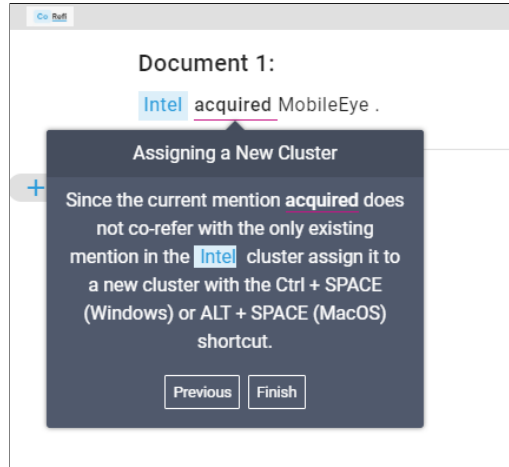 Co Refi
Document 1:
Intel acquired MobileEye .
Assigning a New Cluster
Since the current mention acquired does
not co-refer with the only existing
mention in the Intel cluster assign it to
a new cluster with the Ctrl + SPACE
(Windows) or ALT + SPACE (MacOS)
shortcut.
+
Previous Finish